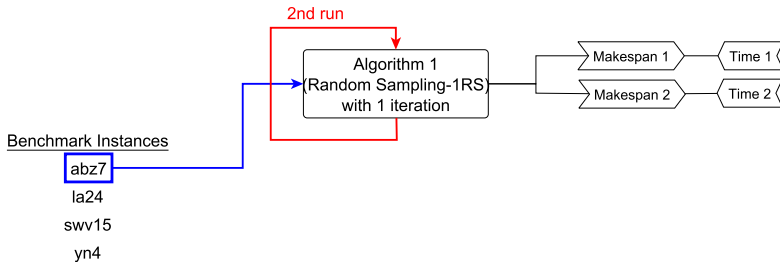 2nd run
Algorithm 1
(Random Sampling-1RS)
with 1 iteration
Makespan 1
Time 1
Makespan 2
Time 2
Benchmark Instances
abz7
la24
swv15
yn4